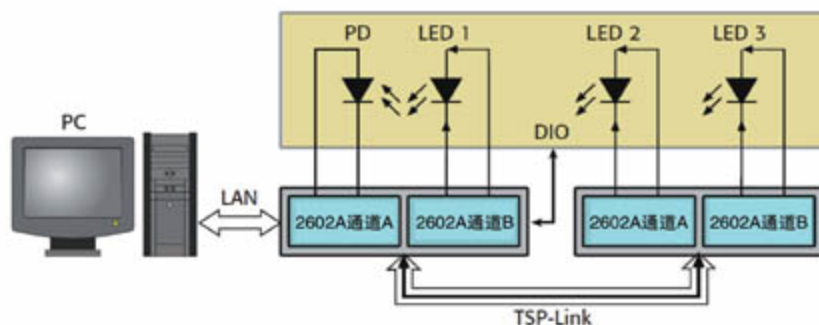 PD
LED 1
LED 2
LED 3
PC
DIO
LAN
2602A通道A
2602A通道B
2602A通道A
2602A通道B
TSP-Link